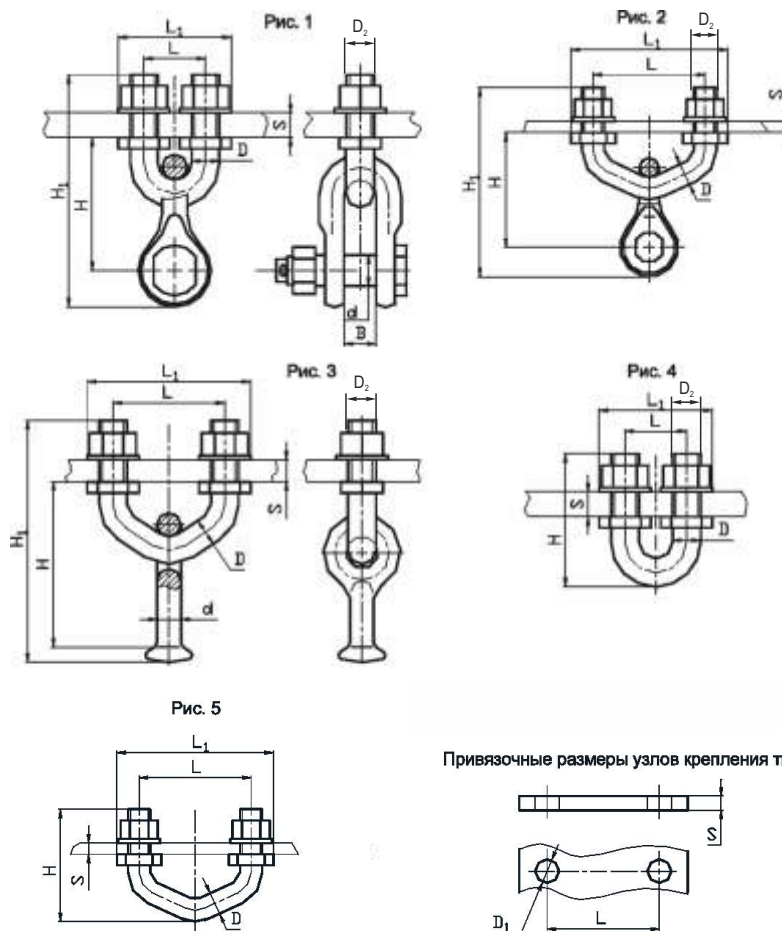 Рис. 1
L₁
L
D₂
S
D
H₁
H
d
B
Рис. 2
D₂
L₁
L
S
H₁
H
D
Рис. 3
L₁
L
D₂
S
H₁
H
D
d
Рис. 4
D₂
L₁
L
S
H
D
Рис. 5
L₁
L
H
S
D
Привязочные размеры узлов крепления
S
D₁
L